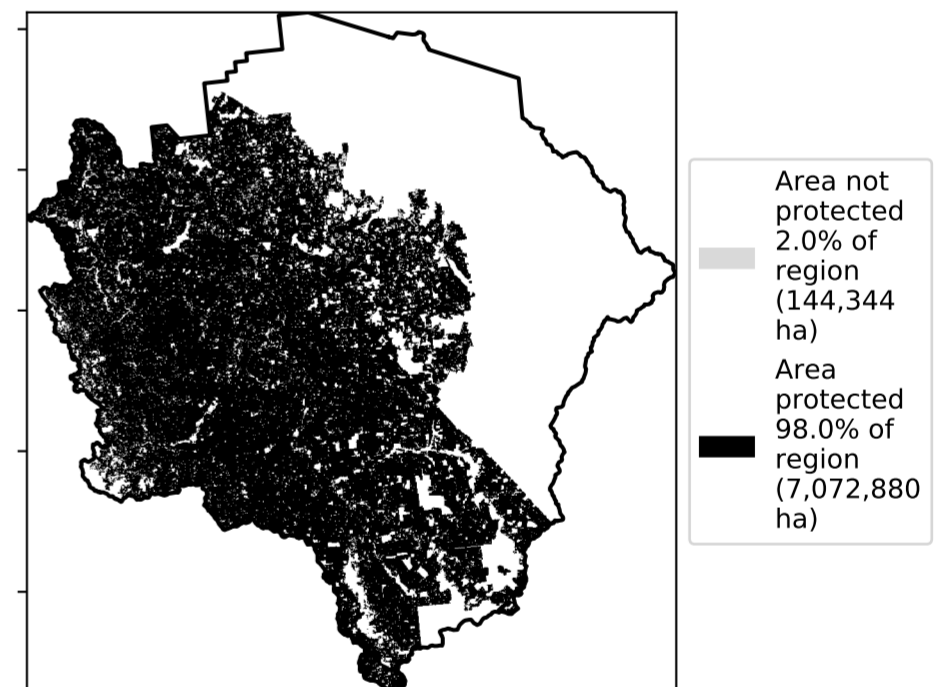 Area not
protected
2.0% of
region
(144,344
ha)
Area
protected
98.0% of
region
(7,072,880
ha)